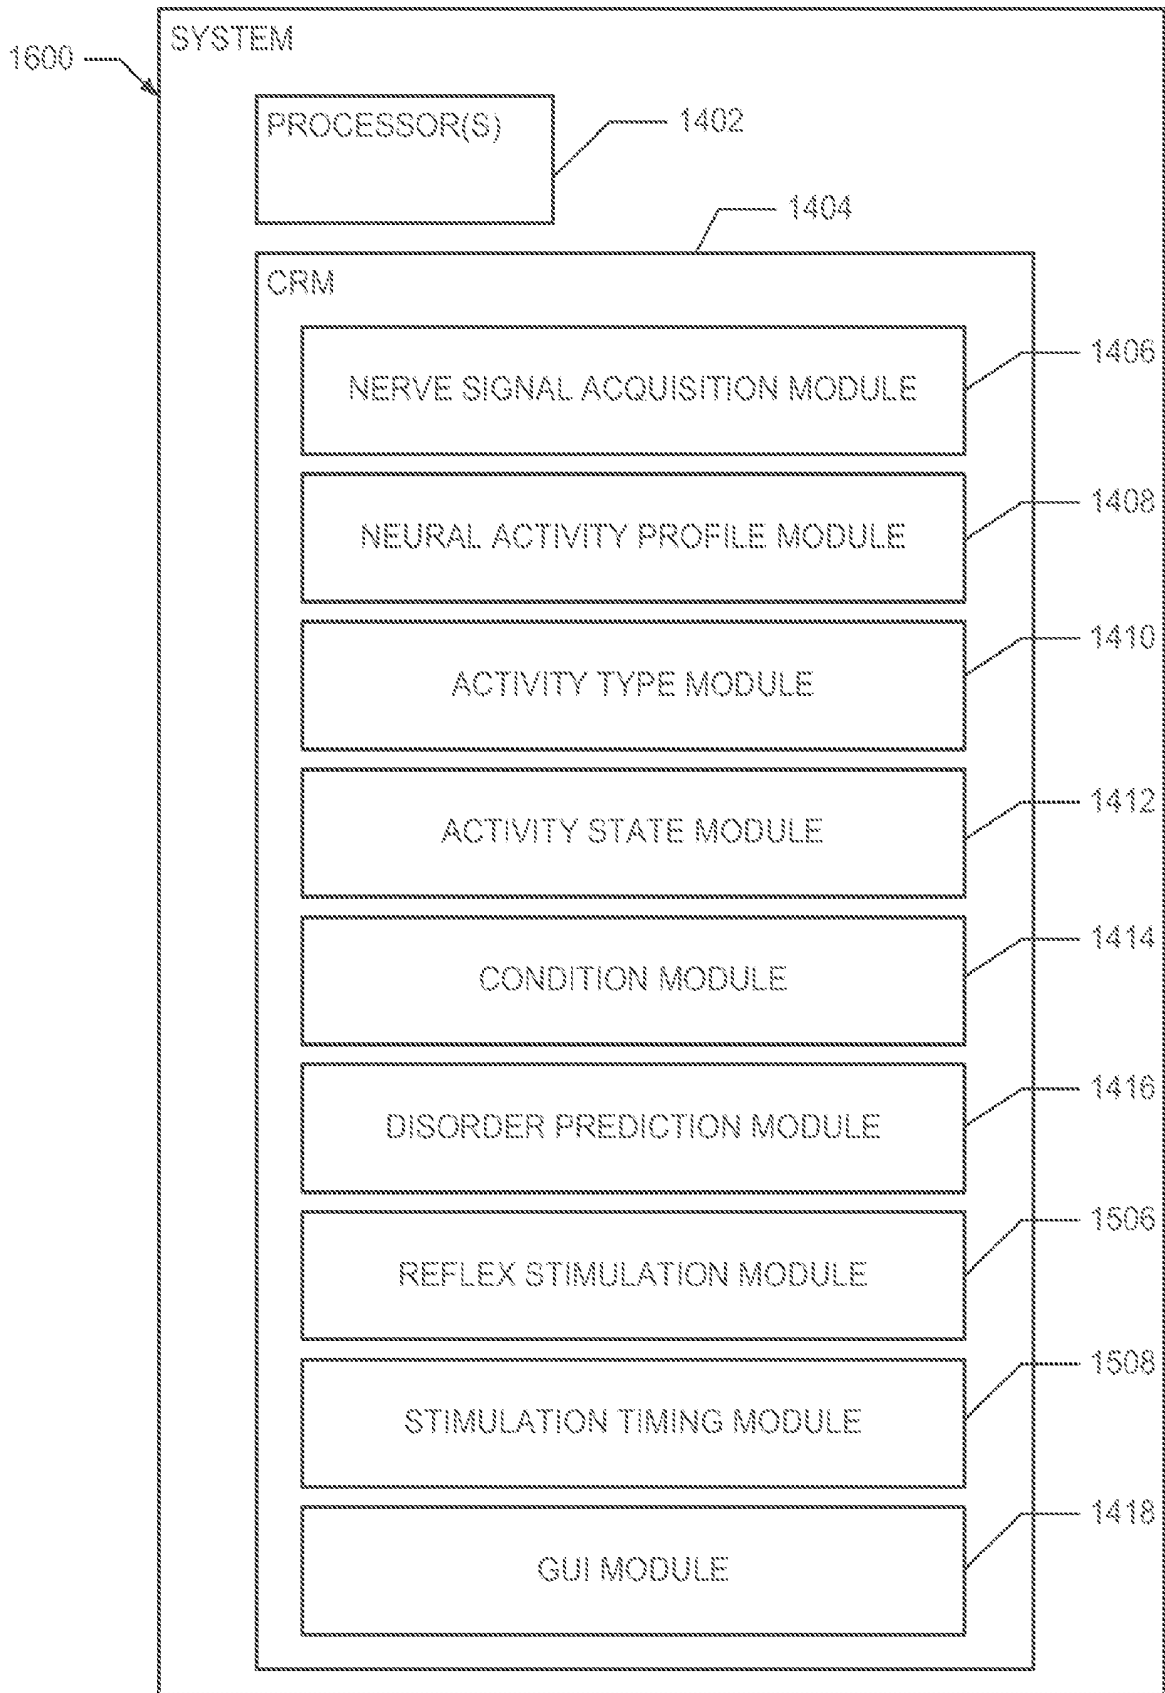 SYSTEM
1600
PROCESSOR(S)
1402
1404
CRM
NERVE SIGNAL ACQUISITION MODULE
1406
NEURAL ACTIVITY PROFILE MODULE
1408
ACTIVITY TYPE MODULE
1410
ACTIVITY STATE MODULE
1412
CONDITION MODULE
1414
DISORDER PREDICTION MODULE
1416
REFLEX STIMULATION MODULE
1506
STIMULATION TIMING MODULE
1508
GUI MODULE
1418